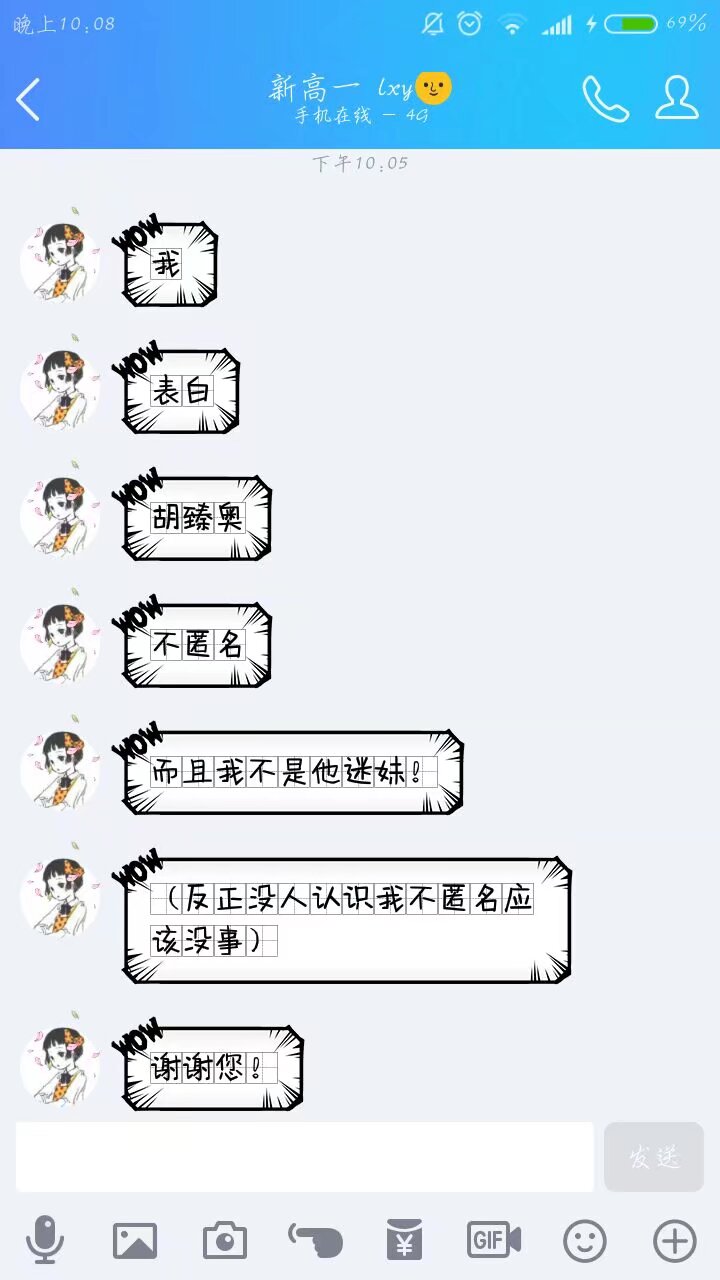 晚上10:08
69%
新高一 lxy
手机在线 - 4G
下午10:05
WOW
我
WOW
表白
WOW
胡臻奥
WOW
不匿名
WOW
而且我不是他迷妹!
WOW
(反正没人认识我不匿名应
该没事)
WOW
谢谢您!
发送
¥
GIF